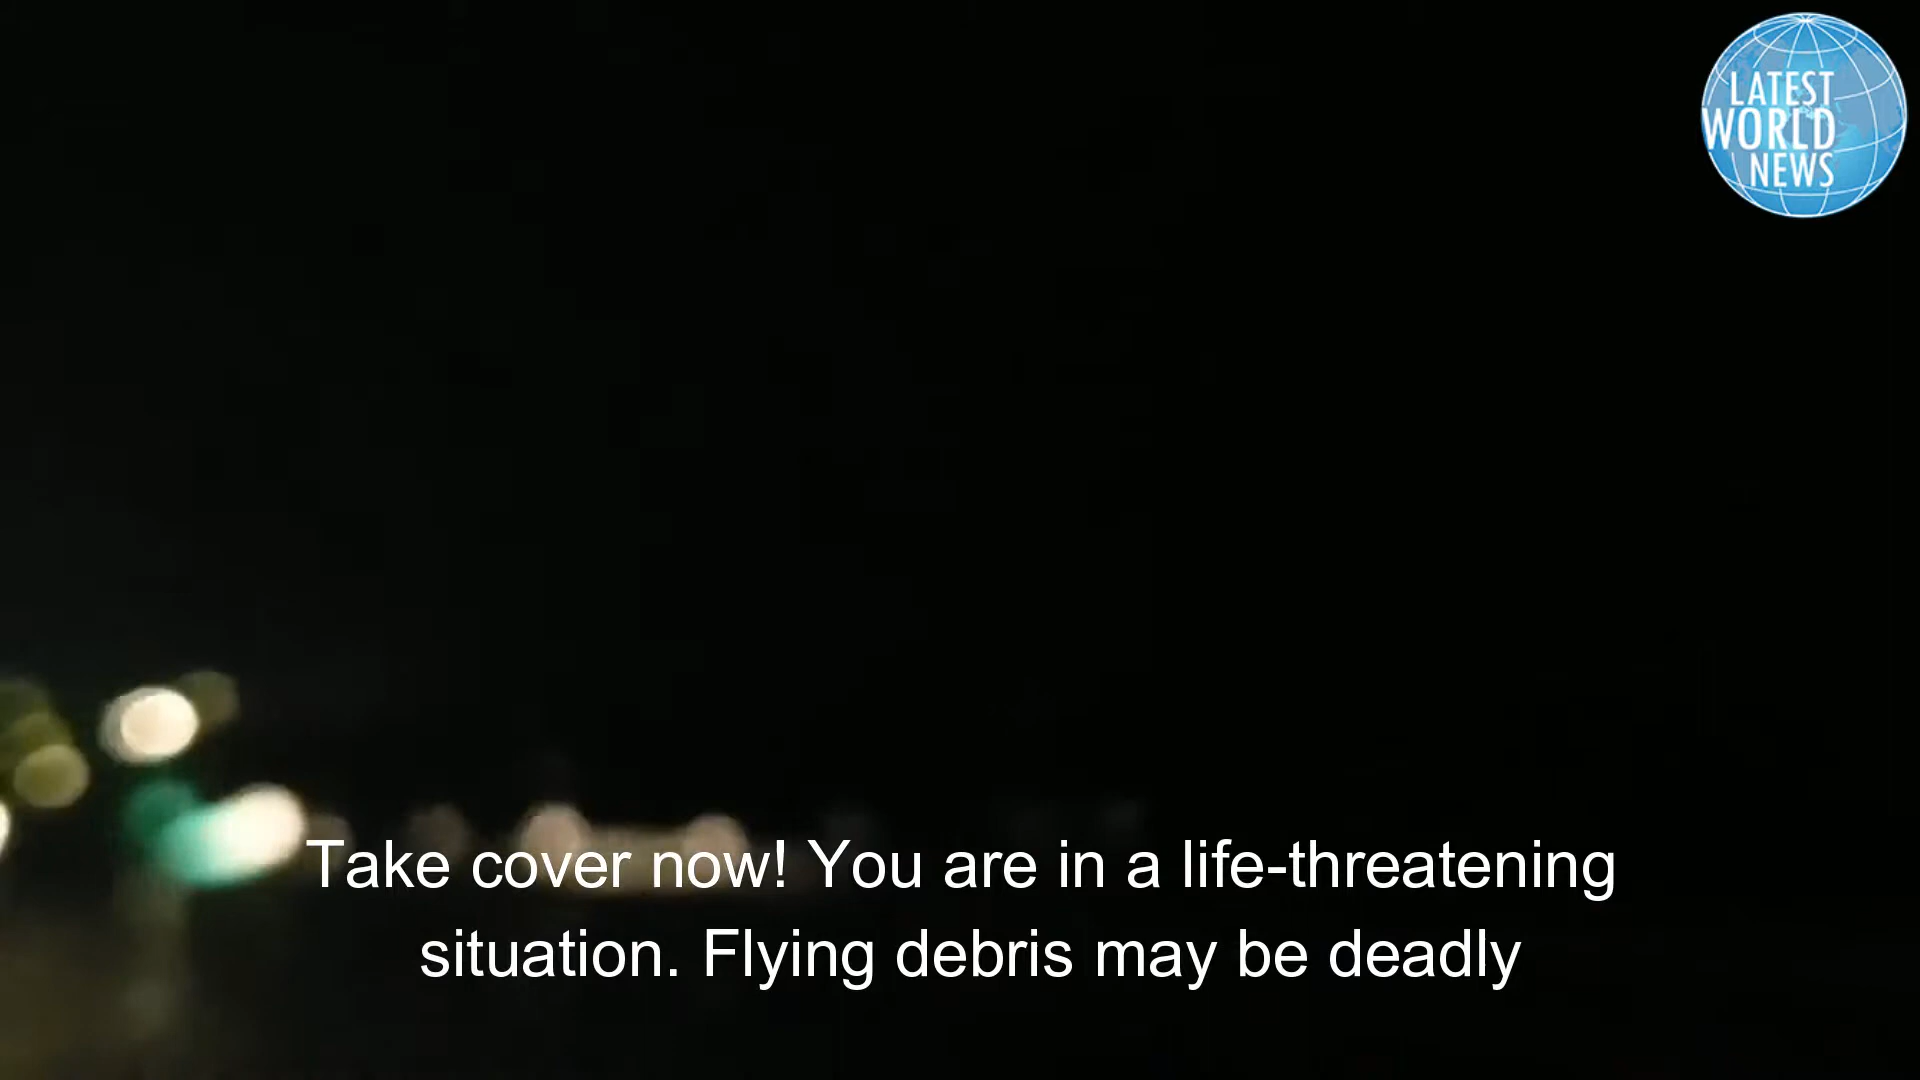 LATEST
WORLD
NEWS
Take cover now! You are in a life-threatening
situation. Flying debris may be deadly